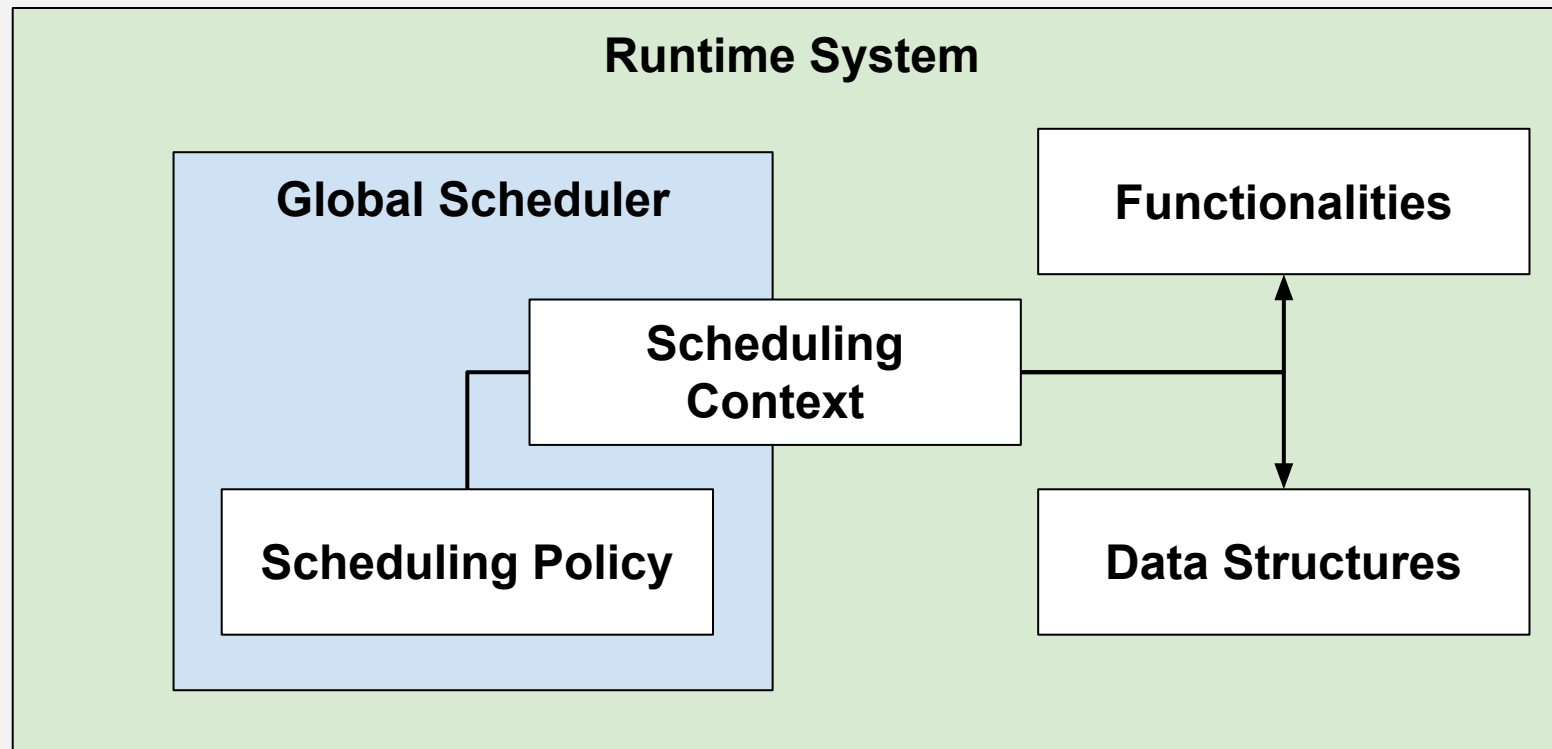 Runtime System
Global Scheduler
Functionalities
Scheduling
Context
Scheduling Policy
Data Structures